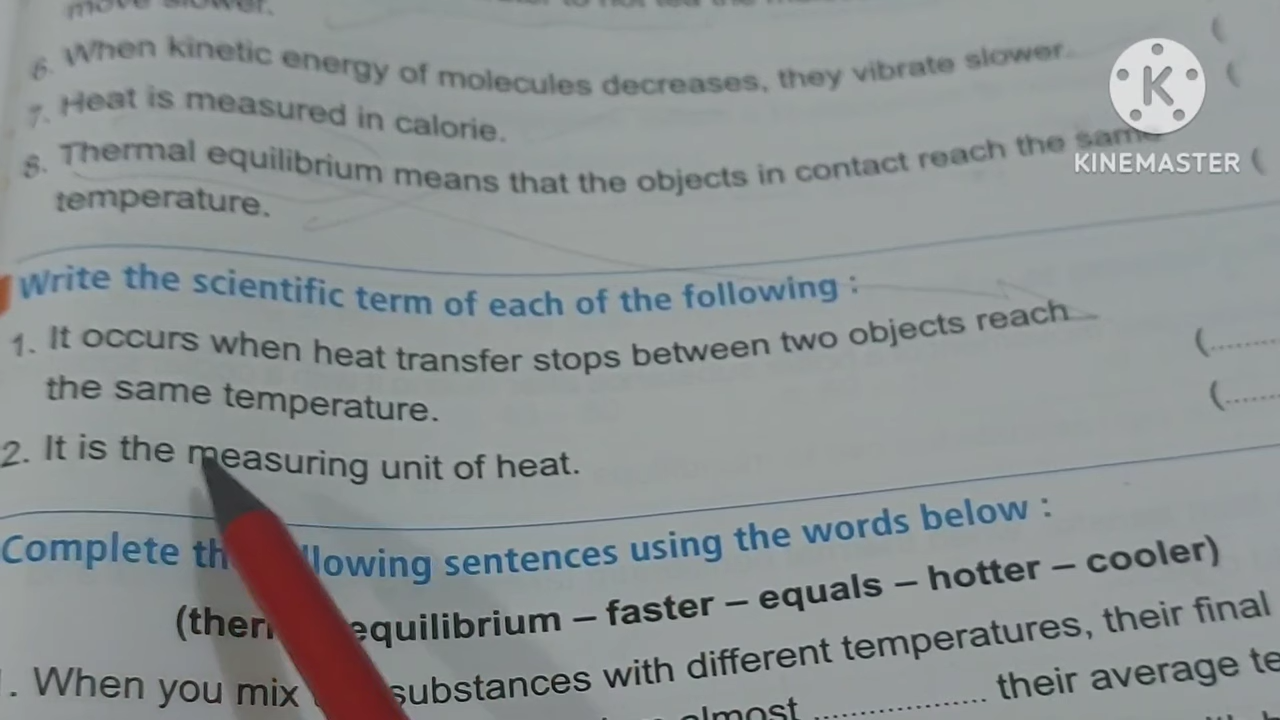 move slower.
6. When kinetic energy of molecules decreases, they vibrate slower. (
7. Heat is measured in calorie. (
8. Thermal equilibrium means that the objects in contact reach the same (
temperature.
K
KINEMASTER
Write the scientific term of each of the following :
1. It occurs when heat transfer stops between two objects reach (..........
the same temperature. (..........
2. It is the measuring unit of heat.
Complete the following sentences using the words below :
equilibrium – faster – equals – hotter – cooler)
. When you mix substances with different temperatures, their final
almost .................. their average